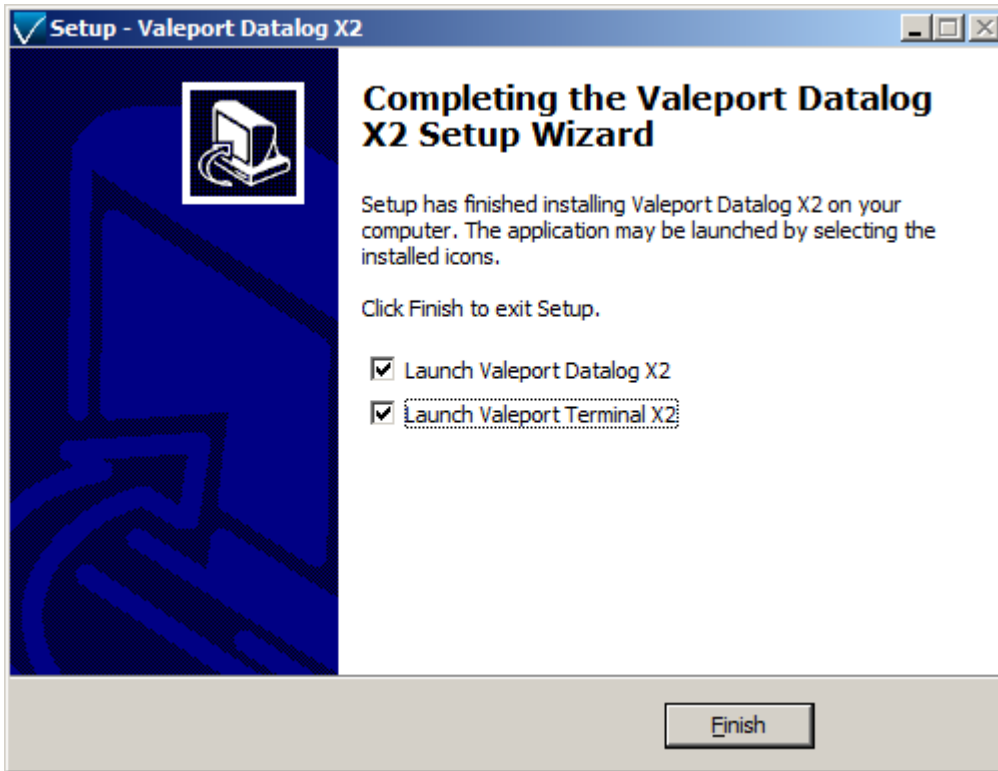 Setup - Valeport Datalog X2
Completing the Valeport Datalog
X2 Setup Wizard
Setup has finished installing Valeport Datalog X2 on your
computer. The application may be launched by selecting the
installed icons.
Click Finish to exit Setup.
Launch Valeport Datalog X2
Launch Valeport Terminal X2
Finish